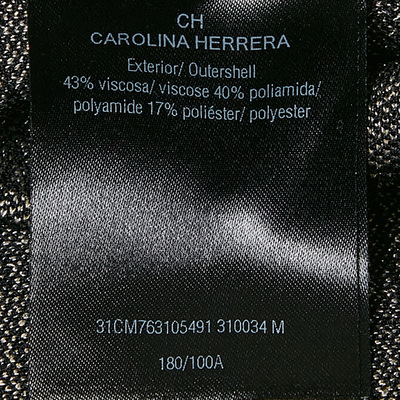 CH
CAROLINA HERRERA
Exterior/ Outershell
43% viscosa/ viscose 40% poliamida/
polyamide 17% poliéster/ polyester
31CM763105491 310034 M
180/100A